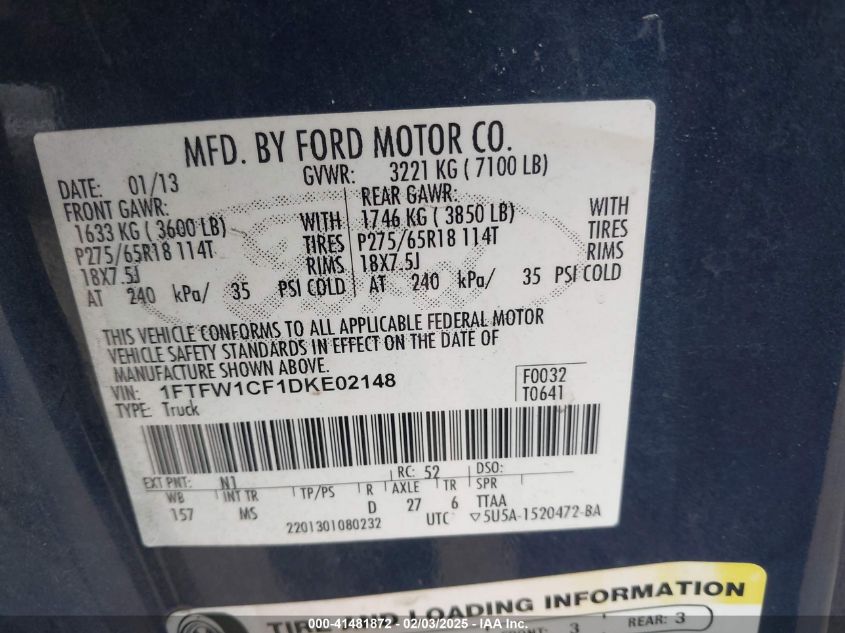 MFD. BY FORD MOTOR CO.
DATE: 01/13 GVWR: 3221 KG ( 7100 LB)
FRONT GAWR: REAR GAWR:
1633 KG ( 3600 LB) WITH 1746 KG ( 3850 LB) WITH
P275/65R18 114T TIRES P275/65R18 114T TIRES
18X7.5J RIMS 18X7.5J RIMS
AT 240 kPa/ 35 PSI COLD AT 240 kPa/ 35 PSI COLD
THIS VEHICLE CONFORMS TO ALL APPLICABLE FEDERAL MOTOR
VEHICLE SAFETY STANDARDS IN EFFECT ON THE DATE OF
MANUFACTURE SHOWN ABOVE.
VIN: 1FTFW1CF1DKE02148 F0032
TYPE: Truck T0641
EXT PNT: N1 RC: 52 DSO:
WB INT TR TP/PS R AXLE TR SPR
157 MS D 27 6 TTAA
2201301080232 UTC ▽5U5A-1520472-BA
TIRE AND LOADING INFORMATION
FRONT: 3 REAR: 3
000-41481872 - 02/03/2025 - IAA, Inc.